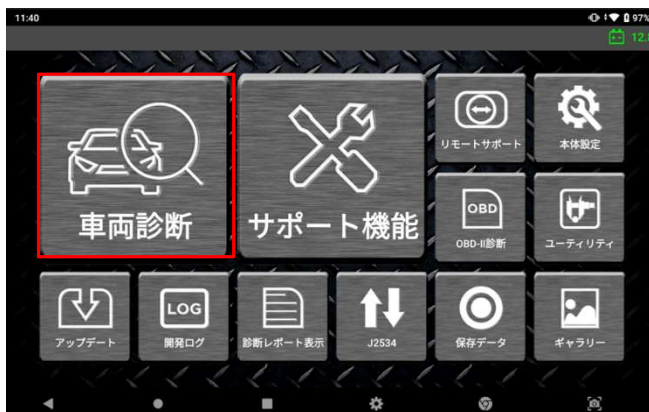 11:40
97%
12.
車両診断
サポート機能
リモートサポート
本体設定
OBD
OBD-II診断
ユーティリティ
アップデート
LOG
開発ログ
診断レポート表示
J2534
保存データ
ギャラリー